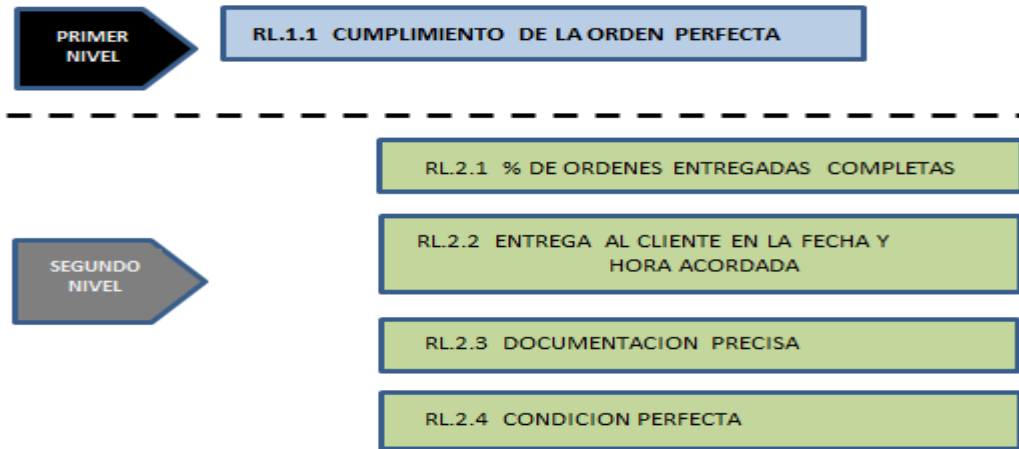 PRIMER
NIVEL
RL.1.1 CUMPLIMIENTO DE LA ORDEN PERFECTA
RL.2.1 % DE ORDENES ENTREGADAS COMPLETAS
RL.2.2 ENTREGA AL CLIENTE EN LA FECHA Y
HORA ACORDADA
SEGUNDO
NIVEL
RL.2.3 DOCUMENTACION PRECISA
RL.2.4 CONDICION PERFECTA